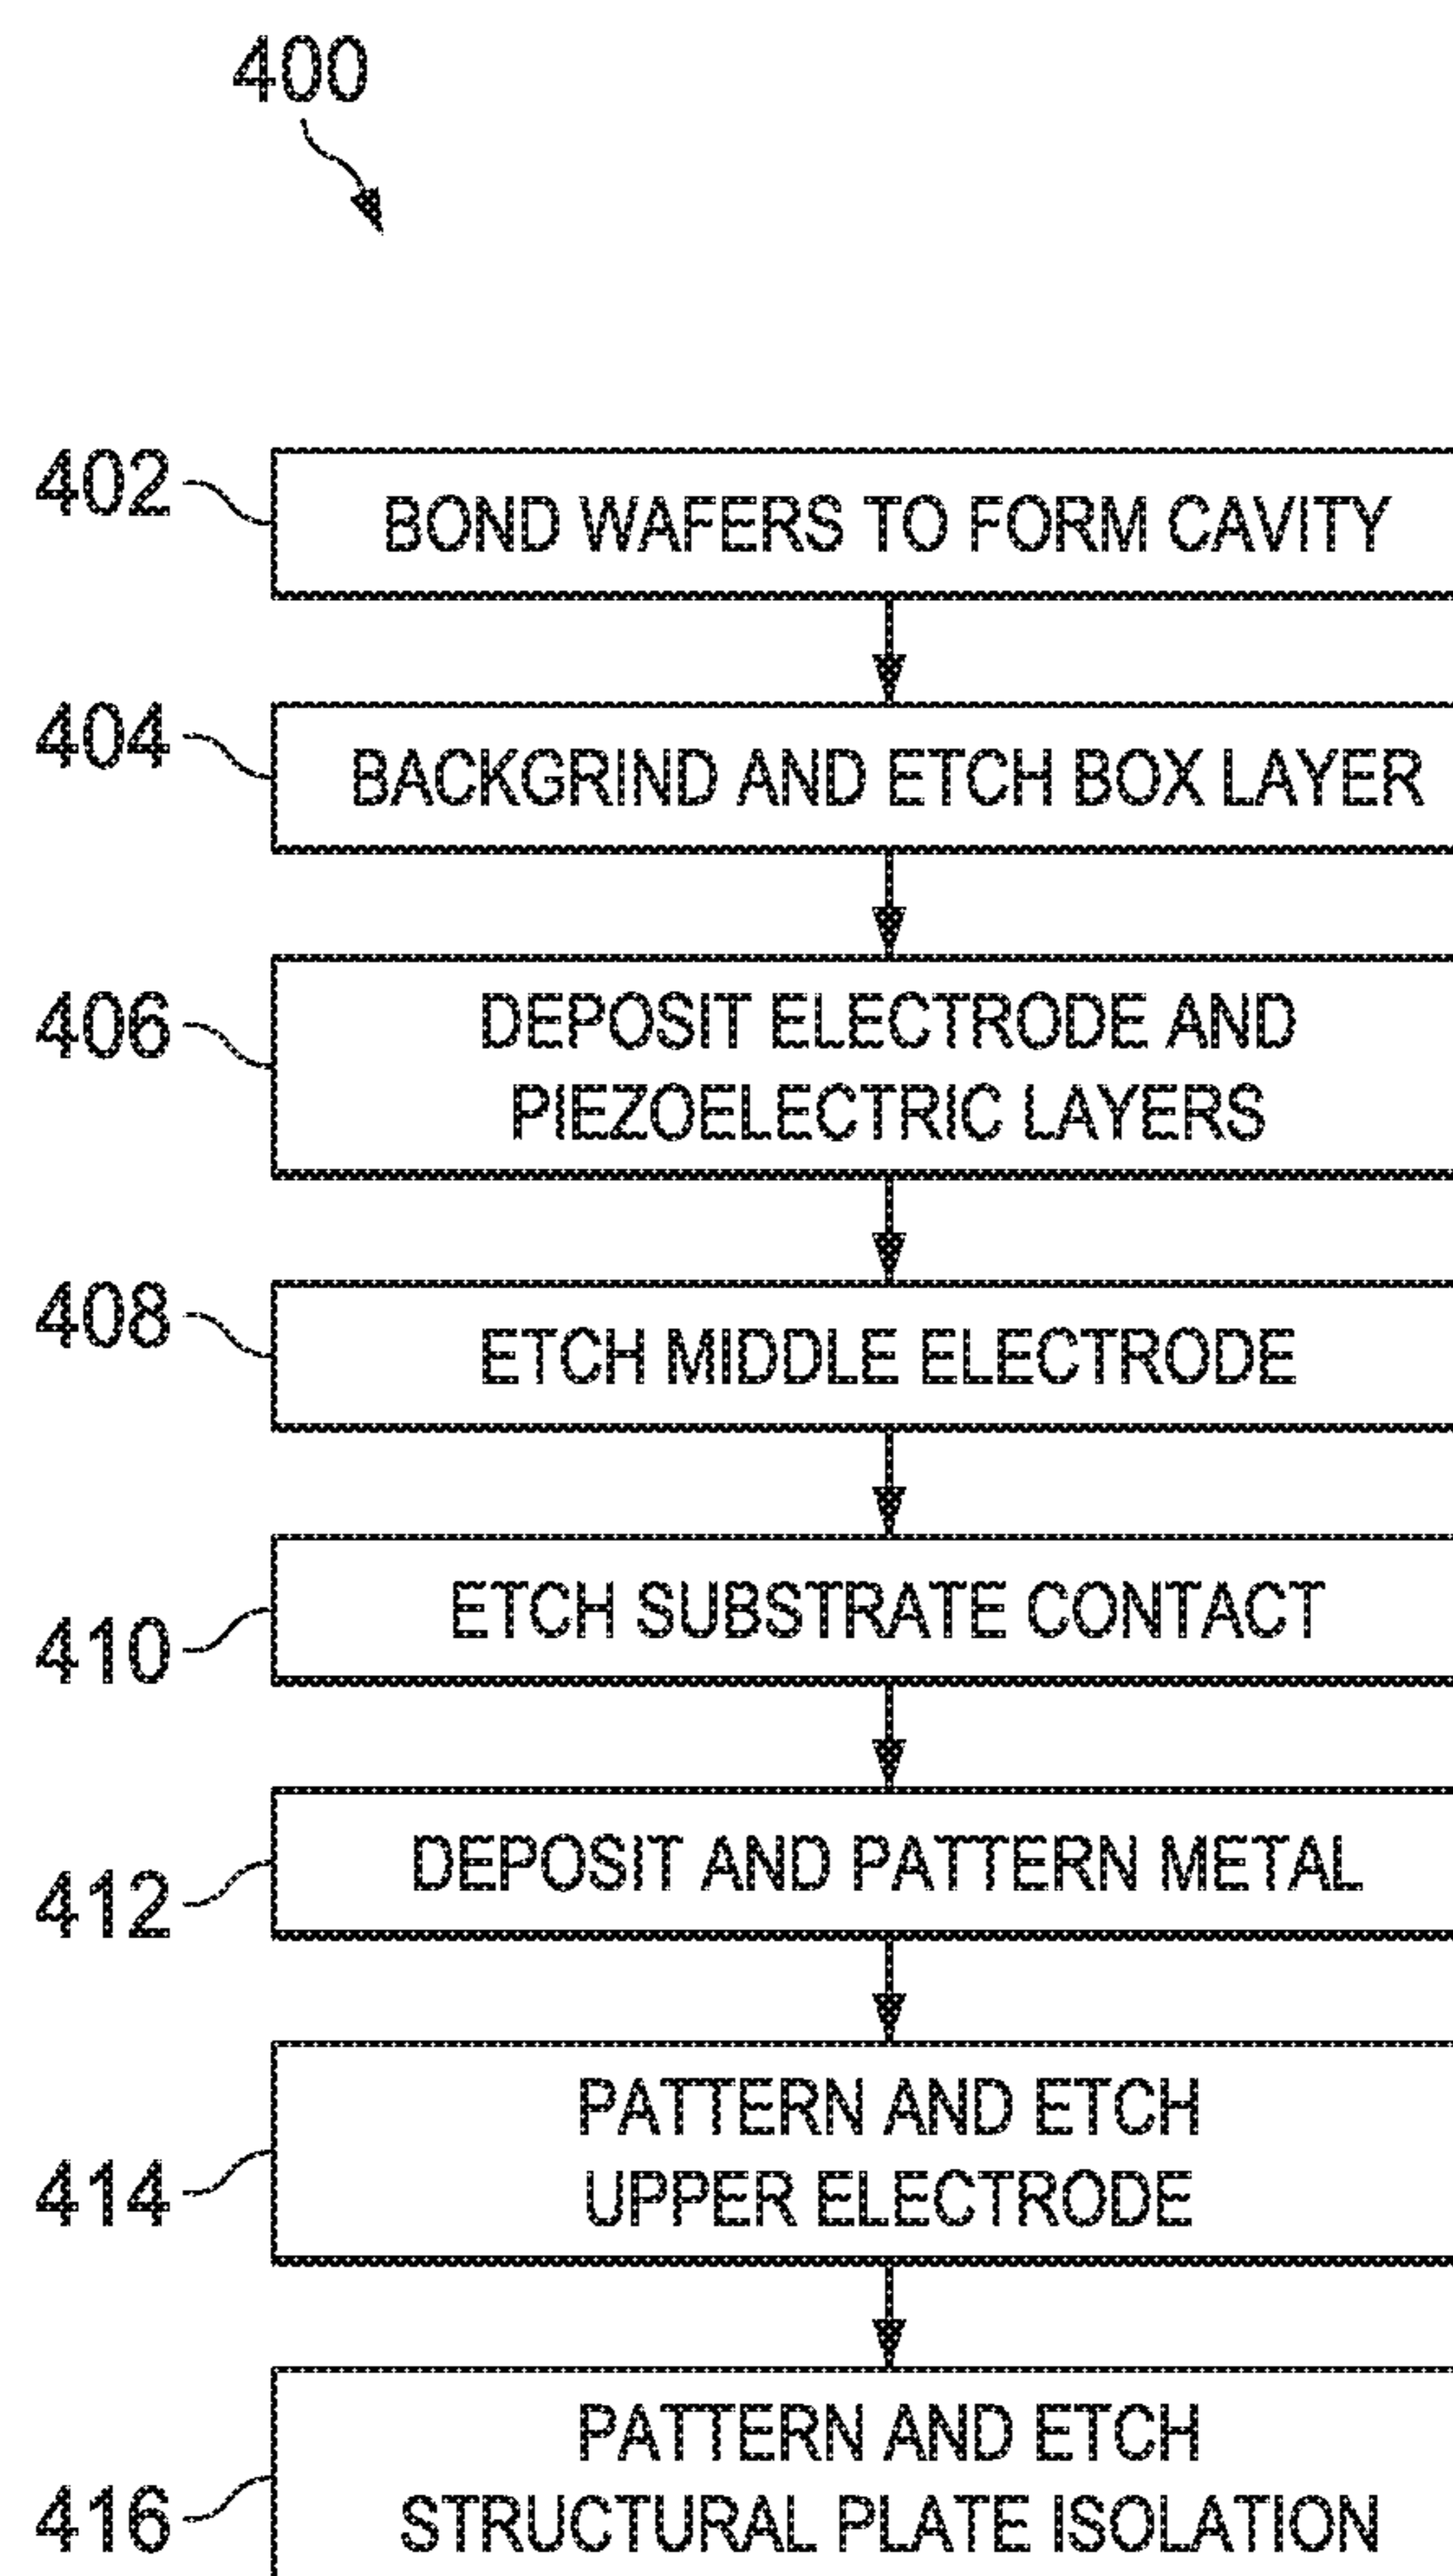 400
402
BOND WAFERS TO FORM CAVITY
404
BACKGRIND AND ETCH BOX LAYER
406
DEPOSIT ELECTRODE AND
PIEZOELECTRIC LAYERS
408
ETCH MIDDLE ELECTRODE
410
ETCH SUBSTRATE CONTACT
412
DEPOSIT AND PATTERN METAL
414
PATTERN AND ETCH
UPPER ELECTRODE
416
PATTERN AND ETCH
STRUCTURAL PLATE ISOLATION